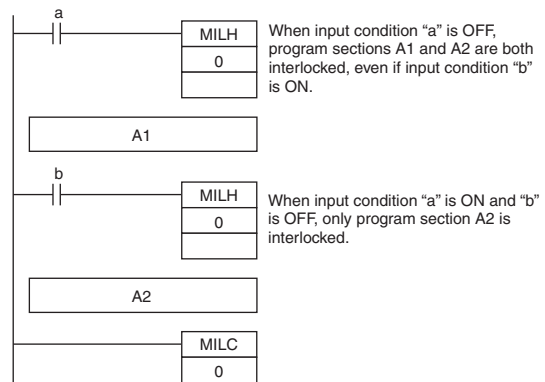 a
MILH
0
When input condition “a” is OFF,
program sections A1 and A2 are both
interlocked, even if input condition “b”
is ON.
A1
b
MILH
0
When input condition “a” is ON and “b”
is OFF, only program section A2 is
interlocked.
A2
MILC
0